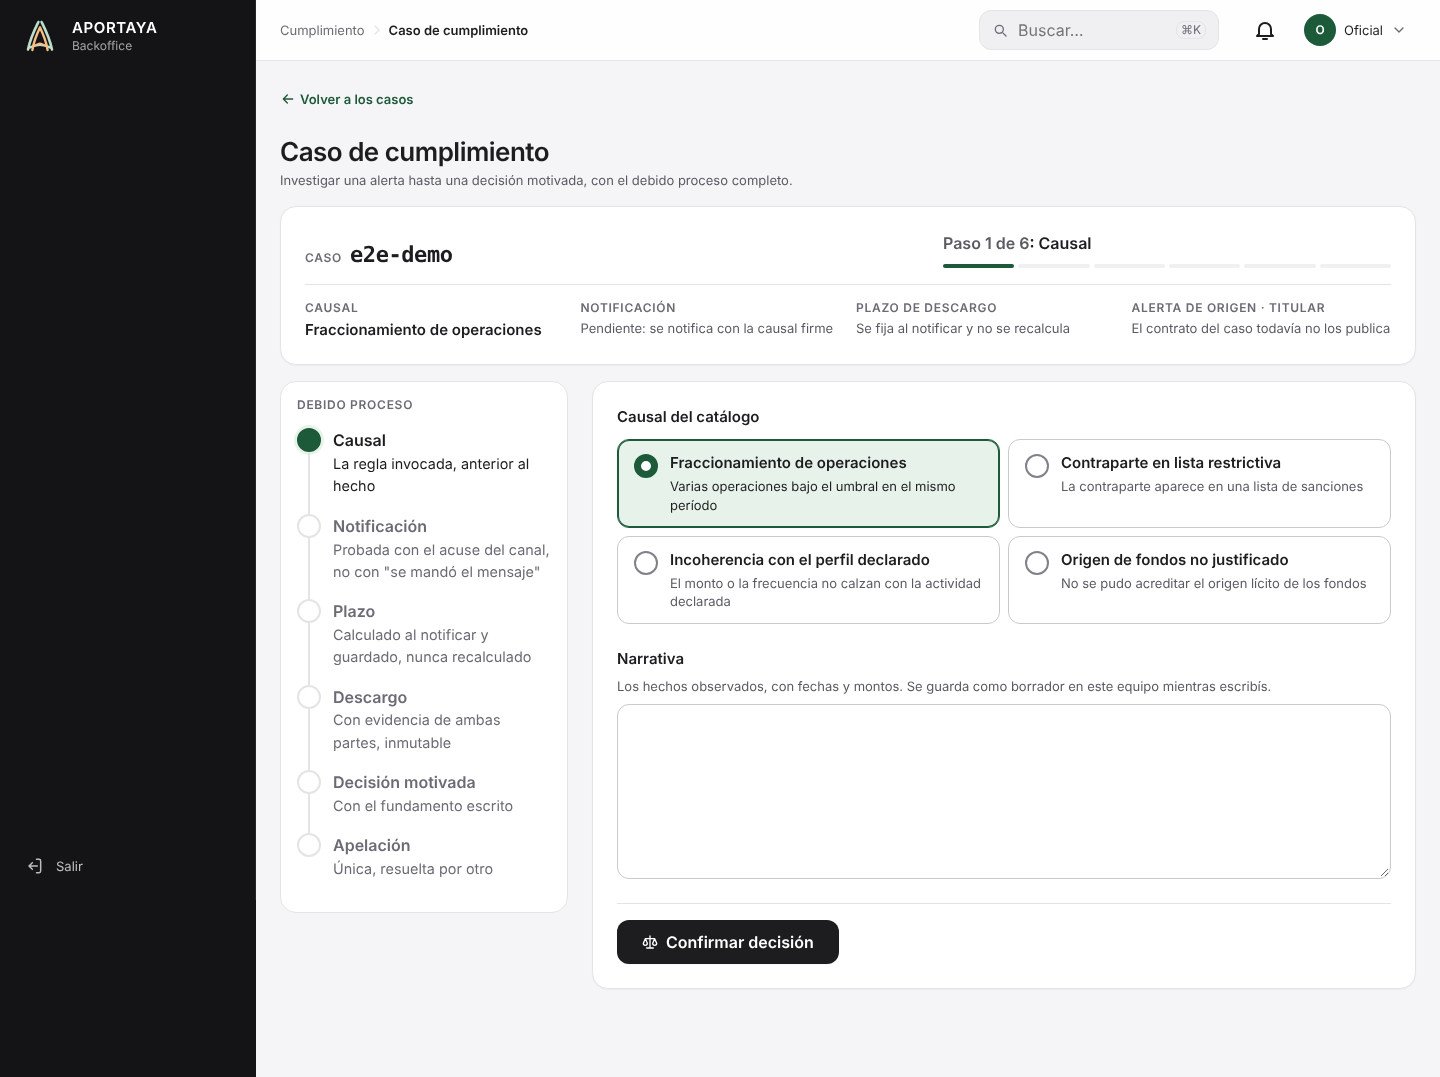 APORTAYA
Backoffice
Cumplimiento
Caso de cumplimiento
Buscar...
⌘K
O
Oficial
Volver a los casos
Caso de cumplimiento
Investigar una alerta hasta una decisión motivada, con el debido proceso completo.
CASO e2e-demo
Paso 1 de 6: Causal
CAUSAL
Fraccionamiento de operaciones
NOTIFICACIÓN
Pendiente: se notifica con la causal firme
PLAZO DE DESCARGO
Se fija al notificar y no se recalcula
ALERTA DE ORIGEN · TITULAR
El contrato del caso todavía no los publica
DEBIDO PROCESO
Causal
La regla invocada, anterior al
hecho
Notificación
Probada con el acuse del canal,
no con "se mandó el mensaje"
Plazo
Calculado al notificar y
guardado, nunca recalculado
Descargo
Con evidencia de ambas
partes, inmutable
Decisión motivada
Con el fundamento escrito
Apelación
Única, resuelta por otro
Causal del catálogo
Fraccionamiento de operaciones
Varias operaciones bajo el umbral en el mismo
período
Contraparte en lista restrictiva
La contraparte aparece en una lista de sanciones
Incoherencia con el perfil declarado
El monto o la frecuencia no calzan con la actividad
declarada
Origen de fondos no justificado
No se pudo acreditar el origen lícito de los fondos
Narrativa
Los hechos observados, con fechas y montos. Se guarda como borrador en este equipo mientras escribís.
Confirmar decisión
Salir